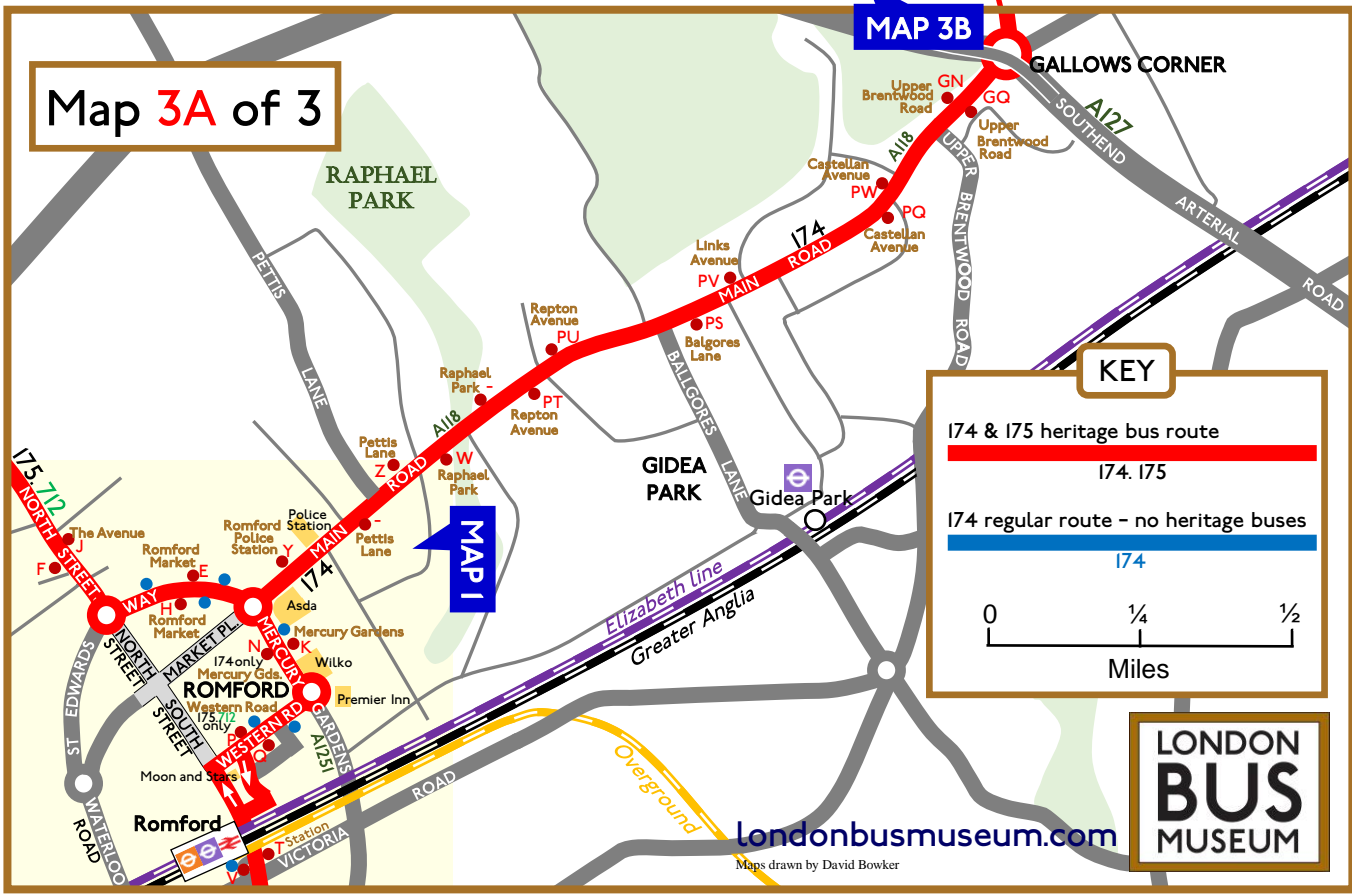 MAP 3B
GALLOWS CORNER
Map 3A of 3
GN
Upper
Brentwood
Road
GQ
Upper
Brentwood
Road
A127
SOUTHEND
ARTERIAL
ROAD
A118
UPPER
BRENTWOOD
ROAD
RAPHAEL
PARK
Castellan
Avenue
PW
PQ
Castellan
Avenue
174
Links
Avenue
PV
MAIN
ROAD
PETTIS
LANE
Repton
Avenue
PU
PS
Balgores
Lane
BALLGORES
LANE
Raphael
Park -
PT
Repton
Avenue
A118
KEY
174 & 175 heritage bus route
174. 175
174 regular route – no heritage buses
174
0
¼
½
Miles
Pettis
Lane
Z
ROAD
W
Raphael
Park
GIDEA
PARK
Gidea Park
175, 712
NORTH
STREET
The Avenue
J
F
Police
Station
Romford
Police
Station
Y
MAIN
-
Pettis
Lane
MAP 1
174
Romford
Market
E
WAY
H
Romford
Market
Asda
Elizabeth line
Greater Anglia
NORTH
STREET
MARKET PL.
MERCURY
GARDENS
Mercury Gardens
N
K
174only
Mercury Gds.
Wilko
ROMFORD
Western Road
Premier Inn
175,712
only
P
Q
WESTERN RD
SOUTH
STREET
ST EDWARDS
A1251
Moon and Stars
Overground
Romford
WATERLOO
ROAD
T
Station
V
VICTORIA
ROAD
londonbusmuseum.com
Maps drawn by David Bowker
LONDON
BUS
MUSEUM